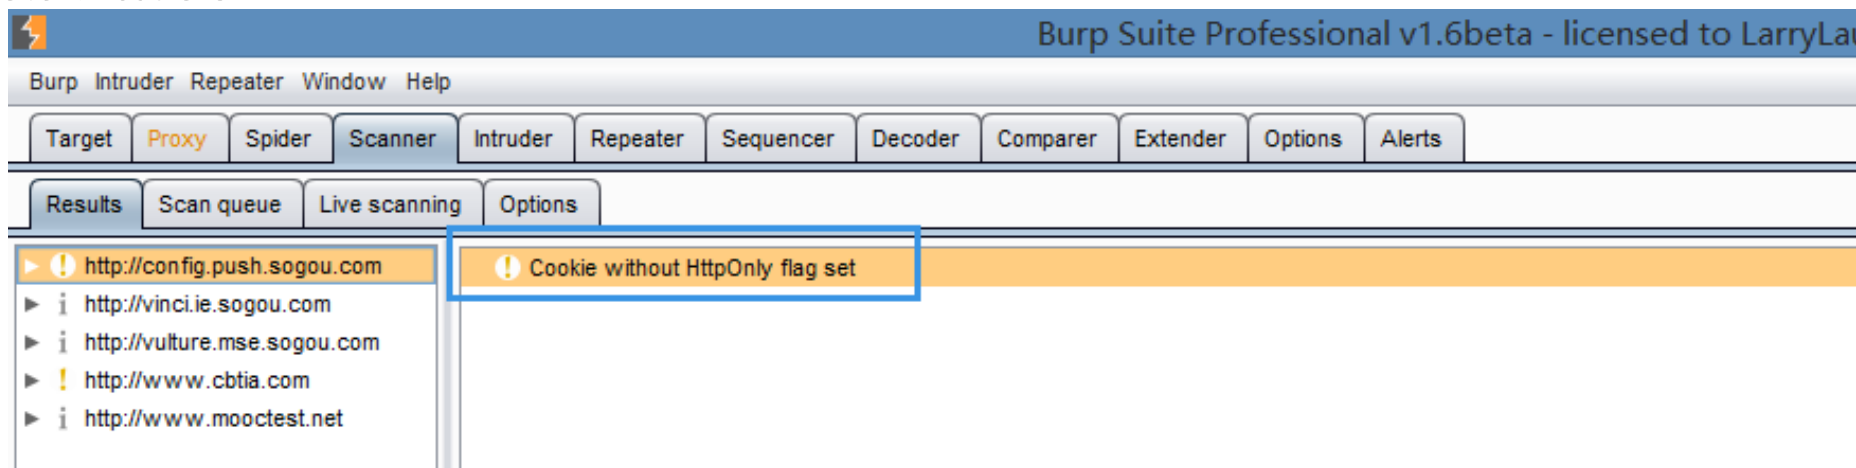 Burp Suite Professional v1.6beta - licensed to LarryLau
Burp Intruder Repeater Window Help
Target Proxy Spider Scanner Intruder Repeater Sequencer Decoder Comparer Extender Options Alerts
Results Scan queue Live scanning Options
http://config.push.sogou.com
Cookie without HttpOnly flag set
http://vinci.ie.sogou.com
http://vulture.mse.sogou.com
http://www.cbtia.com
http://www.mooctest.net